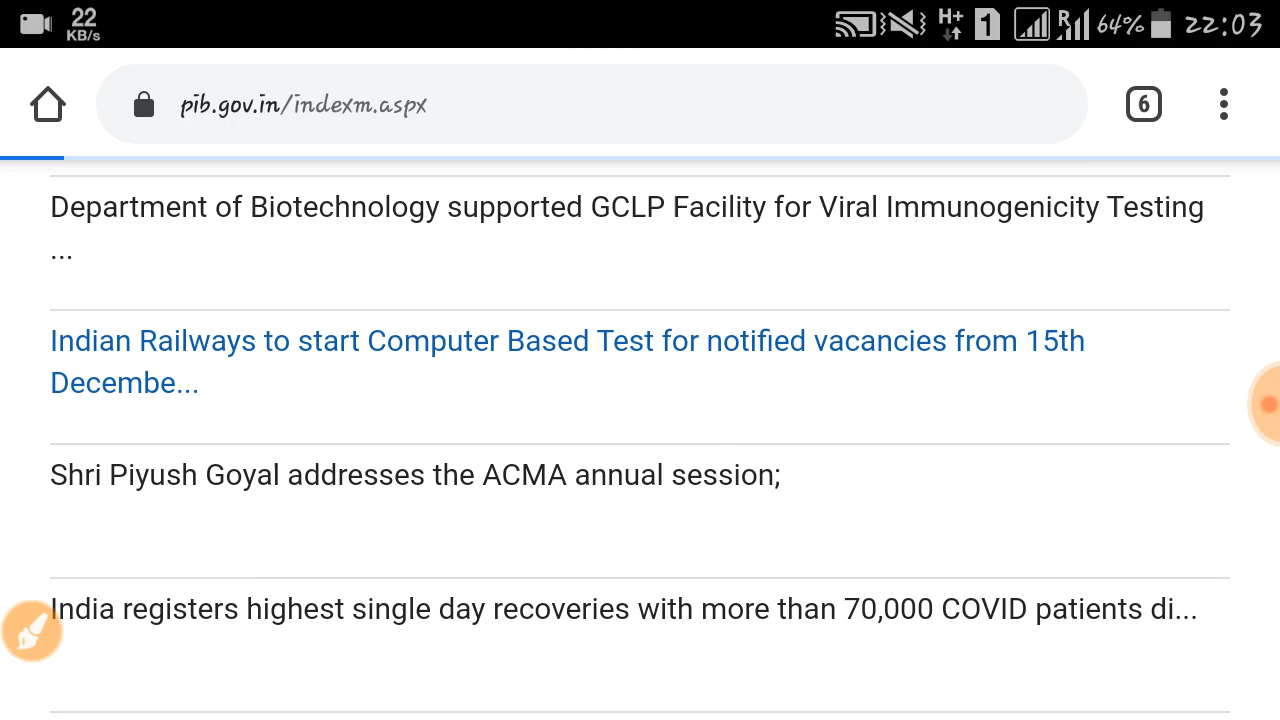 22
KB/s
H+
1
R
64%
22:03
pib.gov.in/indexm.aspx
6
Department of Biotechnology supported GCLP Facility for Viral Immunogenicity Testing
...
Indian Railways to start Computer Based Test for notified vacancies from 15th
Decembe...
Shri Piyush Goyal addresses the ACMA annual session;
India registers highest single day recoveries with more than 70,000 COVID patients di...